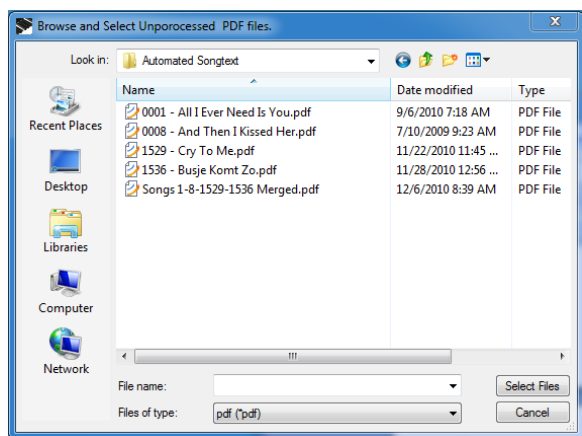 Browse and Select Unporocessed PDF files.
Look in: Automated Songtext
Name Date modified Type
0001 - All I Ever Need Is You.pdf 9/6/2010 7:18 AM PDF File
0008 - And Then I Kissed Her.pdf 7/10/2009 9:23 AM PDF File
1529 - Cry To Me.pdf 11/22/2010 11:45 ... PDF File
1536 - Busje Komt Zo.pdf 11/28/2010 12:56 ... PDF File
Songs 1-8-1529-1536 Merged.pdf 12/6/2010 8:39 AM PDF File
Recent Places
Desktop
Libraries
Computer
Network
File name: Select Files
Files of type: pdf (*pdf) Cancel